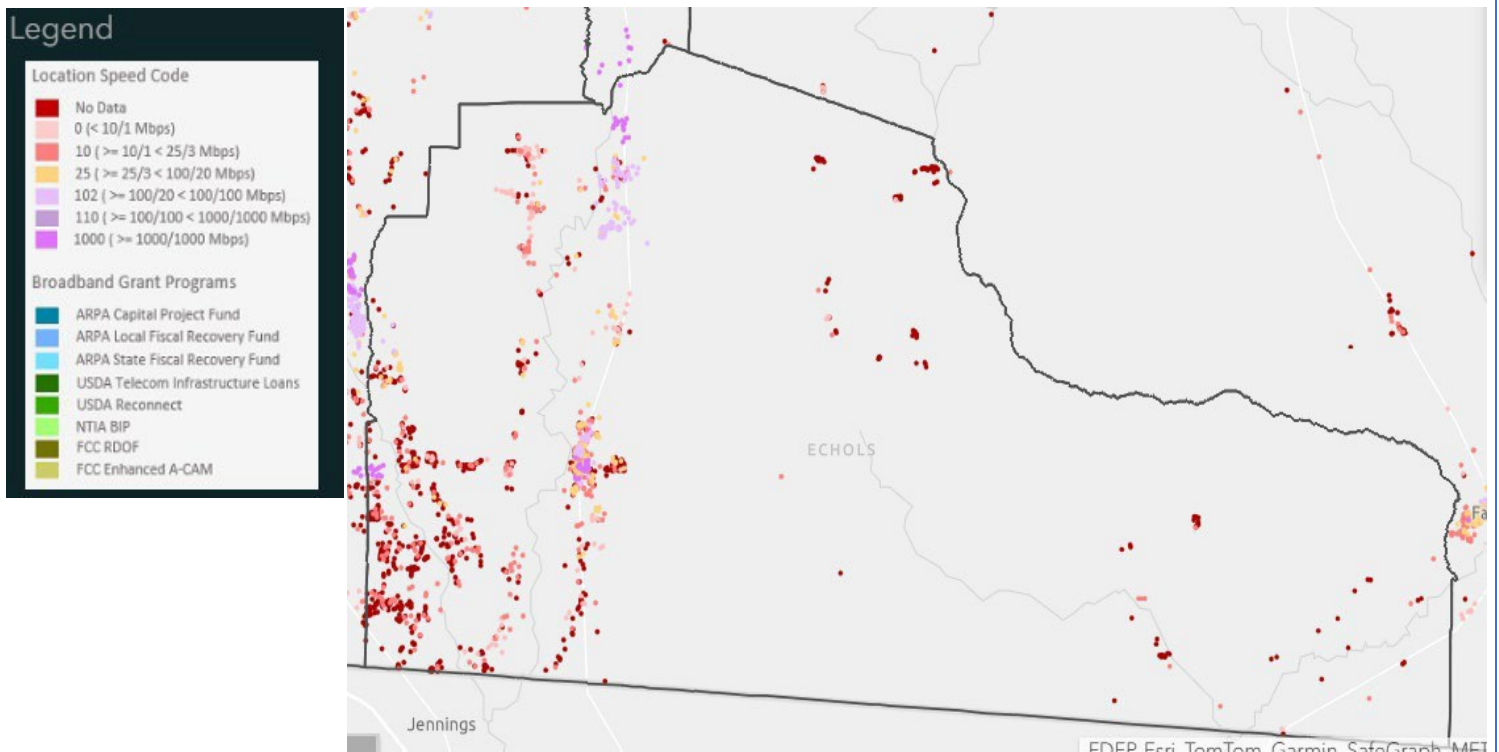 Legend
Location Speed Code
No Data
0 (< 10/1 Mbps)
10 ( >= 10/1 < 25/3 Mbps)
25 ( >= 25/3 < 100/20 Mbps)
102 ( >= 100/20 < 100/100 Mbps)
110 ( >= 100/100 < 1000/1000 Mbps)
1000 ( >= 1000/1000 Mbps)
Broadband Grant Programs
ARPA Capital Project Fund
ARPA Local Fiscal Recovery Fund
ARPA State Fiscal Recovery Fund
USDA Telecom Infrastructure Loans
USDA Reconnect
NTIA BIP
FCC RDOF
FCC Enhanced A-CAM
ECHOLS
Fa
Jennings
FDEP, Esri, TomTom, Garmin, SafeGraph, MET